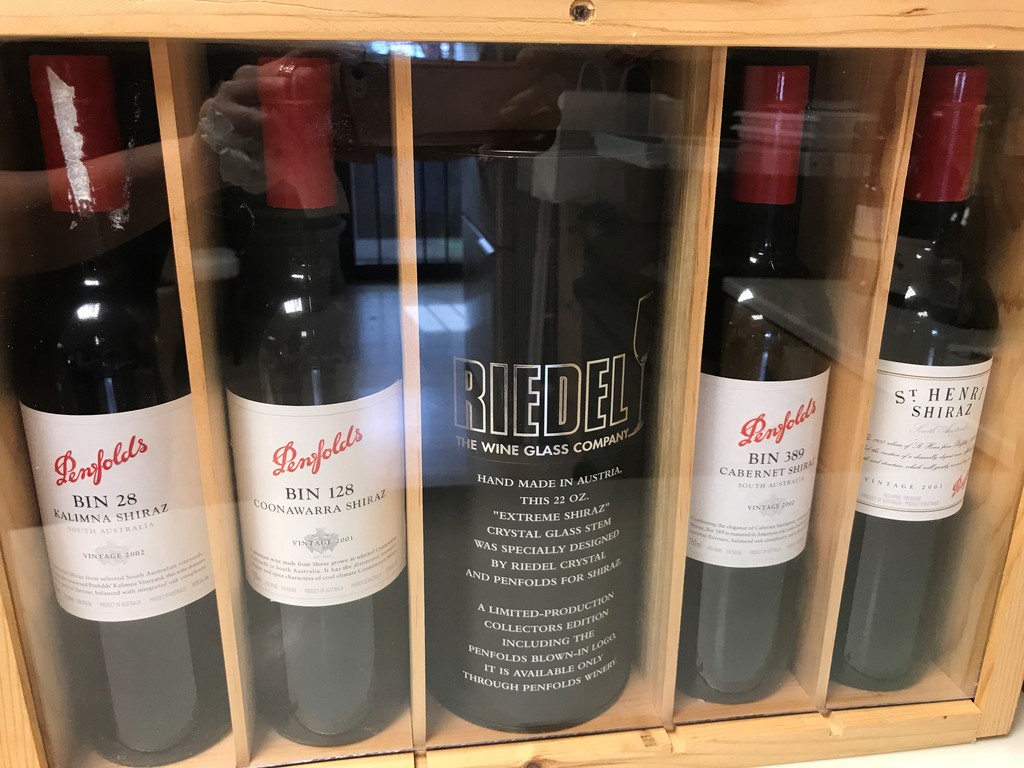 Penfolds
BIN 28
KALIMNA SHIRAZ
SOUTH AUSTRALIA
VINTAGE 2002
Penfolds
BIN 128
COONAWARRA SHIRAZ
VINTAGE 2001
RIEDEL
THE WINE GLASS COMPANY
HAND MADE IN AUSTRIA.
THIS 22 OZ.
"EXTREME SHIRAZ"
CRYSTAL GLASS STEM
WAS SPECIALLY DESIGNED
BY RIEDEL CRYSTAL
AND PENFOLDS FOR SHIRAZ.
A LIMITED-PRODUCTION
COLLECTORS EDITION
INCLUDING THE
PENFOLDS BLOWN-IN LOGO.
IT IS AVAILABLE ONLY
THROUGH PENFOLDS WINERY.
Penfolds
BIN 389
CABERNET SHIRAZ
SOUTH AUSTRALIA
VINTAGE 2002
ST HENRI
SHIRAZ
South Australia
VINTAGE 2001